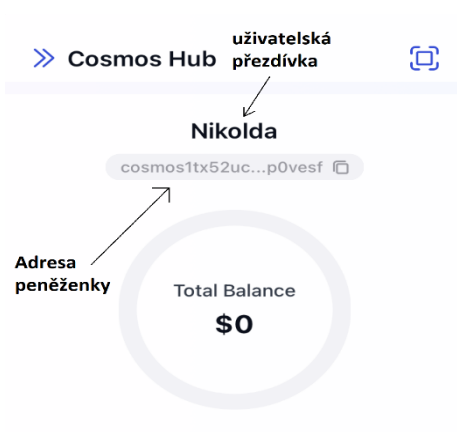 Cosmos Hub
uživatelská
přezdívka
Nikolda
cosmos1tx52uc...p0vesf
Adresa
peněženky
Total Balance
$0